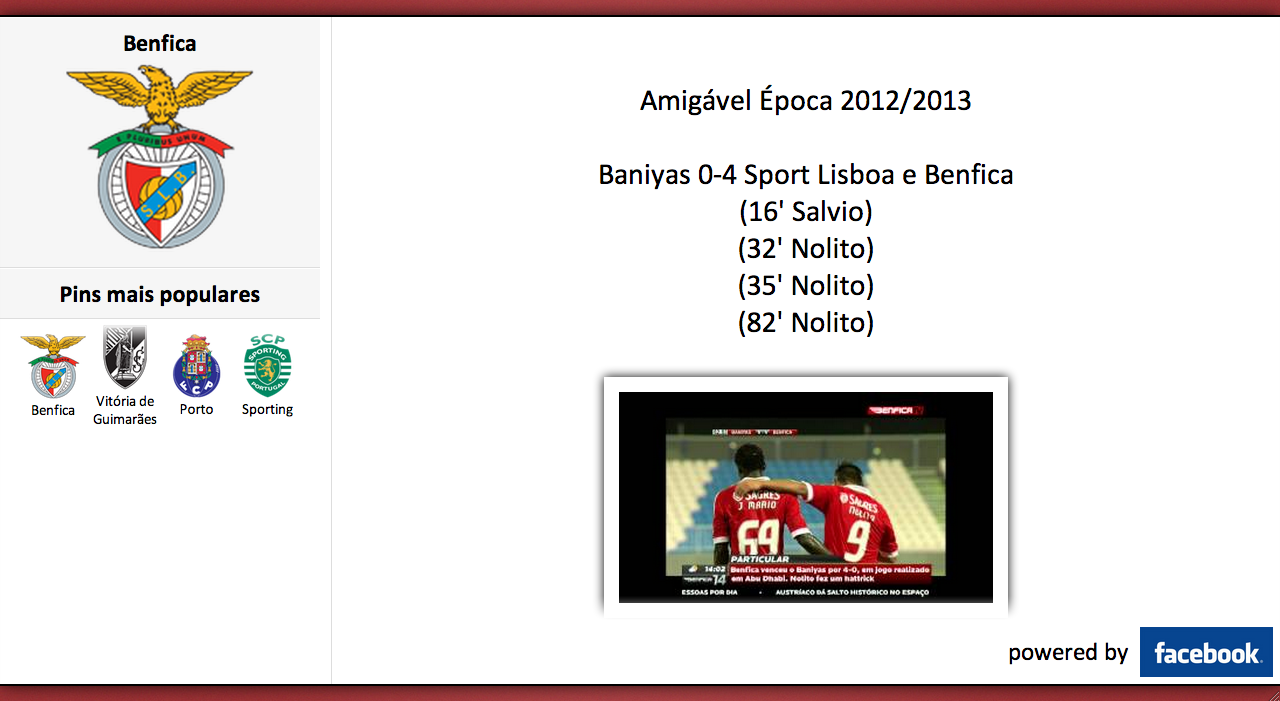 Benfica
E PLURIBUS UNUM
S.L.B.
Pins mais populares
Benfica
Vitória de
Guimarães
FCP
Porto
SCP
SPORTING
PORTUGAL
Sporting
Amigável Época 2012/2013
Baniyas 0-4 Sport Lisboa e Benfica
(16' Salvio)
(32' Nolito)
(35' Nolito)
(82' Nolito)
BENFICA TV
BANIYAS
BENFICA
SAGRES
J. MARIO
69
SAGRES
NOLITO
9
PARTICULAR
14:02
BENFICA 14
Benfica venceu o Baniyas por 4-0, em jogo realizado
em Abu Dhabi. Nolito fez um hattrick
ESSOAS POR DIA • AUSTRÍACO DÁ SALTO HISTÓRICO NO ESPAÇO
powered by facebook.